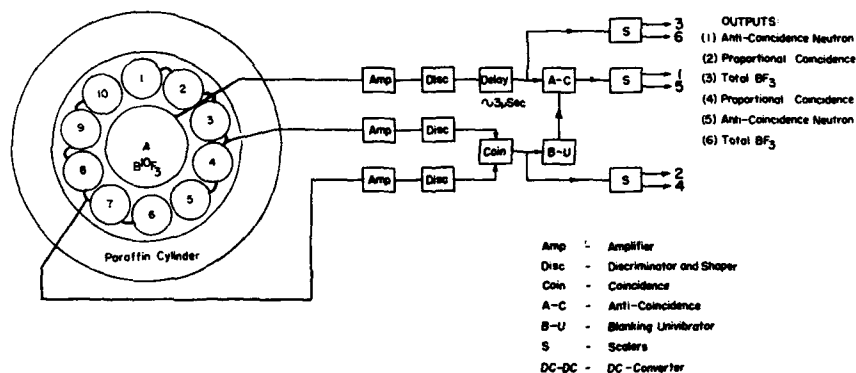 1
2
3
4
5
6
7
8
9
10
A
B¹⁰F₃
Paraffin Cylinder
Amp
Disc
Delay
~3μSec
A-C
S
3
6
S
1
5
Amp
Disc
Coin
B-U
Amp
Disc
S
2
4
OUTPUTS:
(1) Anti-Coincidence Neutron
(2) Proportional Coincidence
(3) Total BF₃
(4) Proportional Coincidence
(5) Anti-Coincidence Neutron
(6) Total BF₃
Amp - Amplifier
Disc - Discriminator and Shaper
Coin - Coincidence
A-C - Anti-Coincidence
B-U - Blanking Univibrator
S - Scalers
DC-DC - DC-Converter